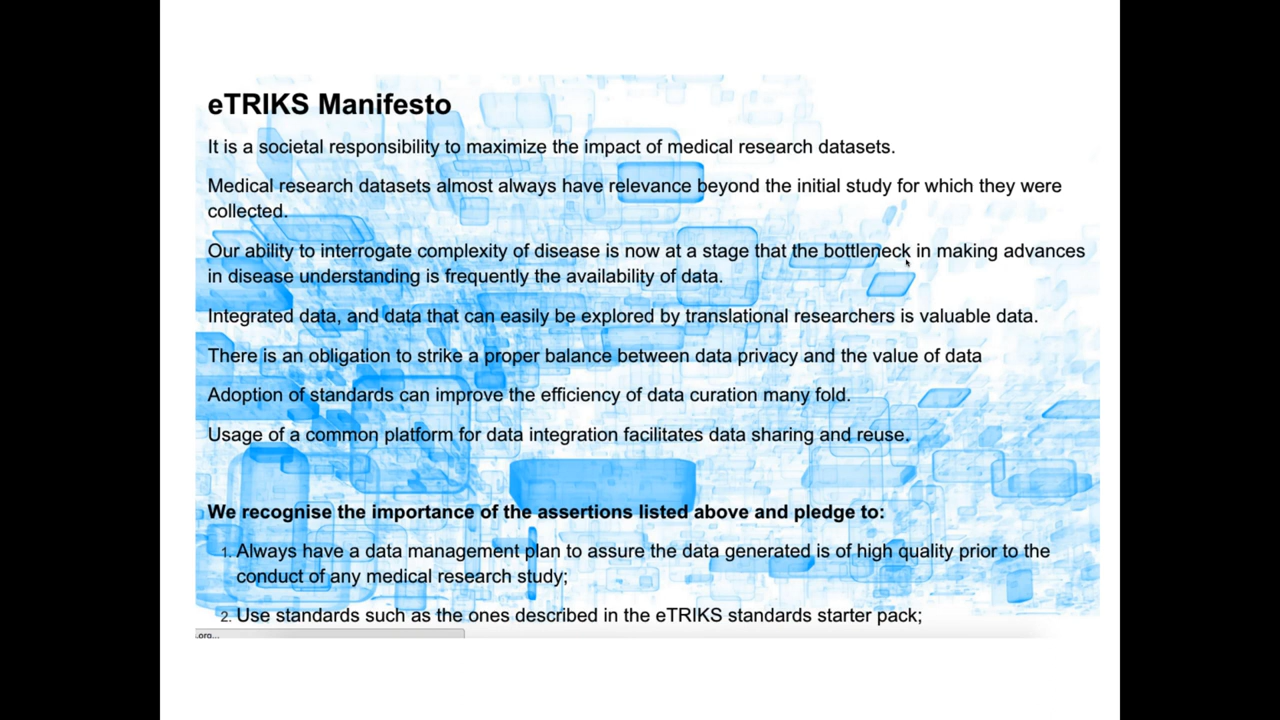 eTRIKS Manifesto
It is a societal responsibility to maximize the impact of medical research datasets.
Medical research datasets almost always have relevance beyond the initial study for which they were
collected.
Our ability to interrogate complexity of disease is now at a stage that the bottleneck in making advances
in disease understanding is frequently the availability of data.
Integrated data, and data that can easily be explored by translational researchers is valuable data.
There is an obligation to strike a proper balance between data privacy and the value of data
Adoption of standards can improve the efficiency of data curation many fold.
Usage of a common platform for data integration facilitates data sharing and reuse.
We recognise the importance of the assertions listed above and pledge to:
1. Always have a data management plan to assure the data generated is of high quality prior to the
conduct of any medical research study;
2. Use standards such as the ones described in the eTRIKS standards starter pack;
.org...